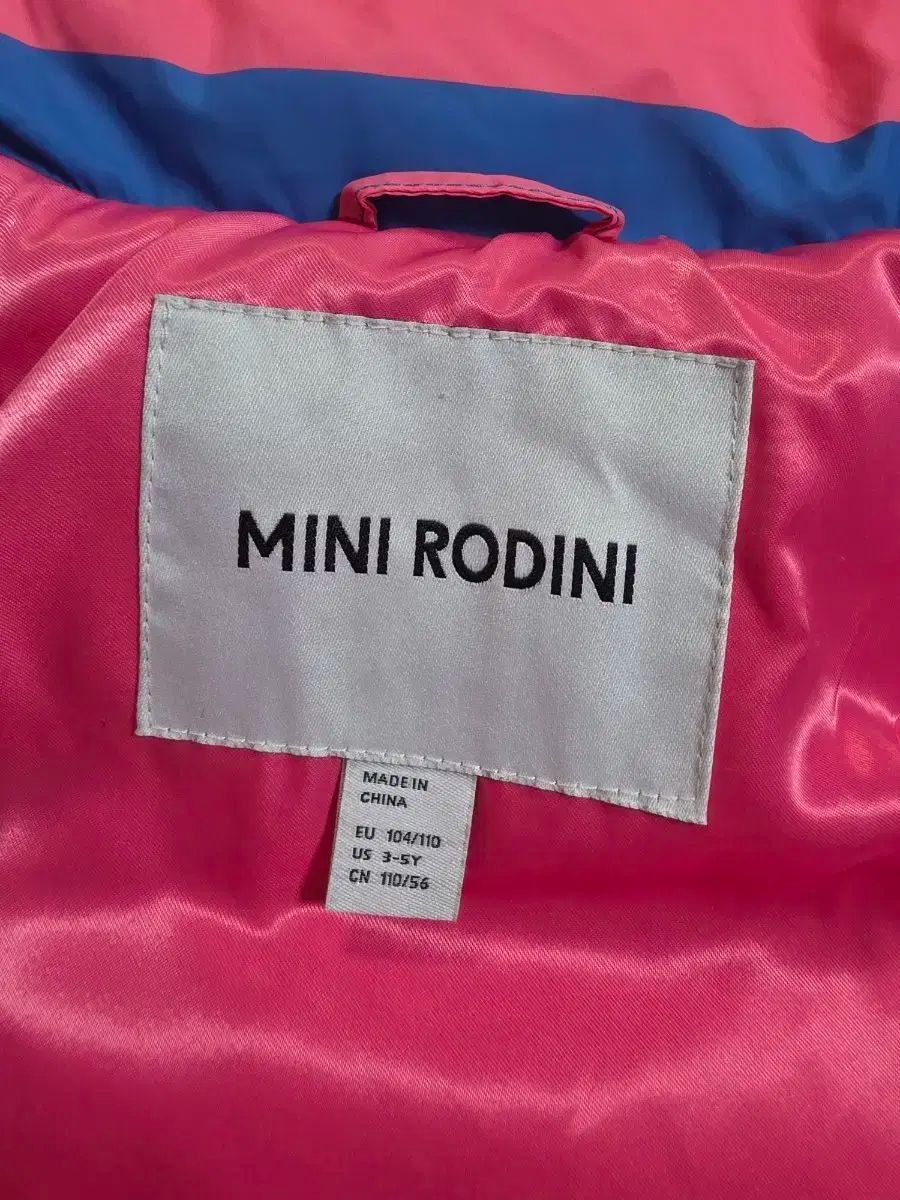 MINI RODINI
MADE IN
CHINA
EU 104/110
US 3-5Y
CN 110/56